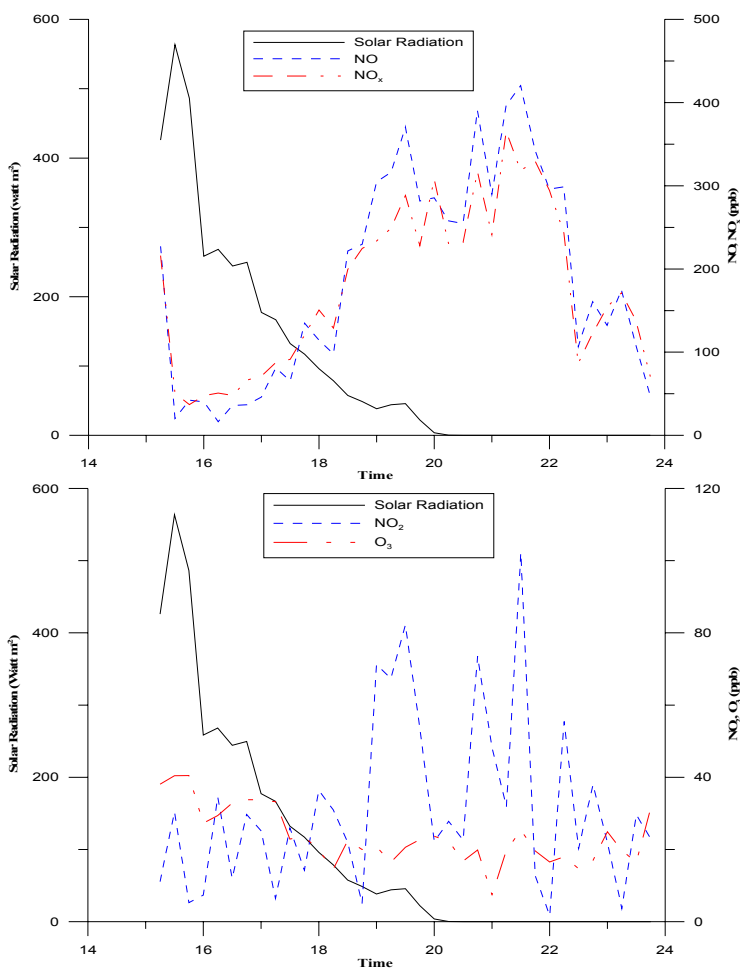 600
500
Solar Radiation
NO
NOₓ
400
400
300
200
200
100
0
0
14
16
18
20
22
24
Time
Solar Radiation (watt m²)
NO, NOₓ (ppb)
600
120
Solar Radiation
NO₂
O₃
400
80
200
40
0
0
14
16
18
20
22
24
Time
Solar Radiation (Watt m²)
NO₂, O₃ (ppb)